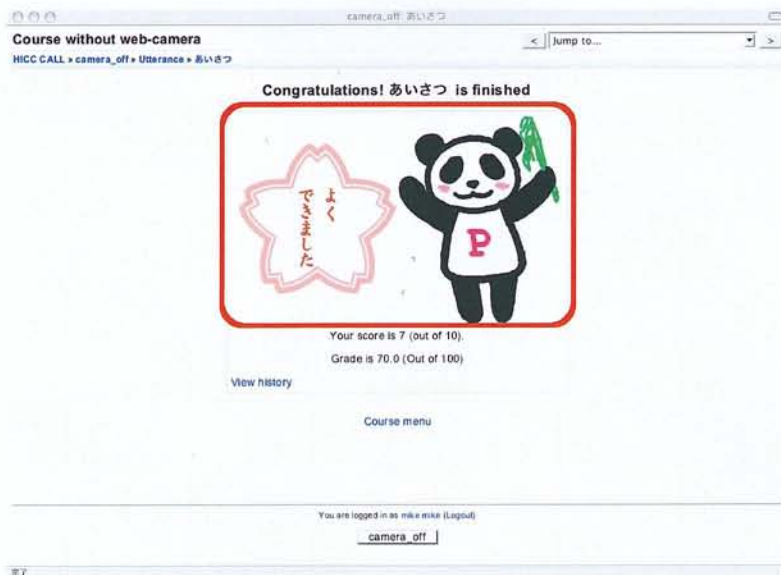 camera_off: あいさつ
Course without web-camera
< Jump to... >
HICC CALL » camera_off » Utterance » あいさつ
Congratulations! あいさつ is finished
よく
できました
P
Your score is 7 (out of 10).
Grade is 70.0 (Out of 100)
View history
Course menu
You are logged in as mike mike (Logout)
camera_off
完了